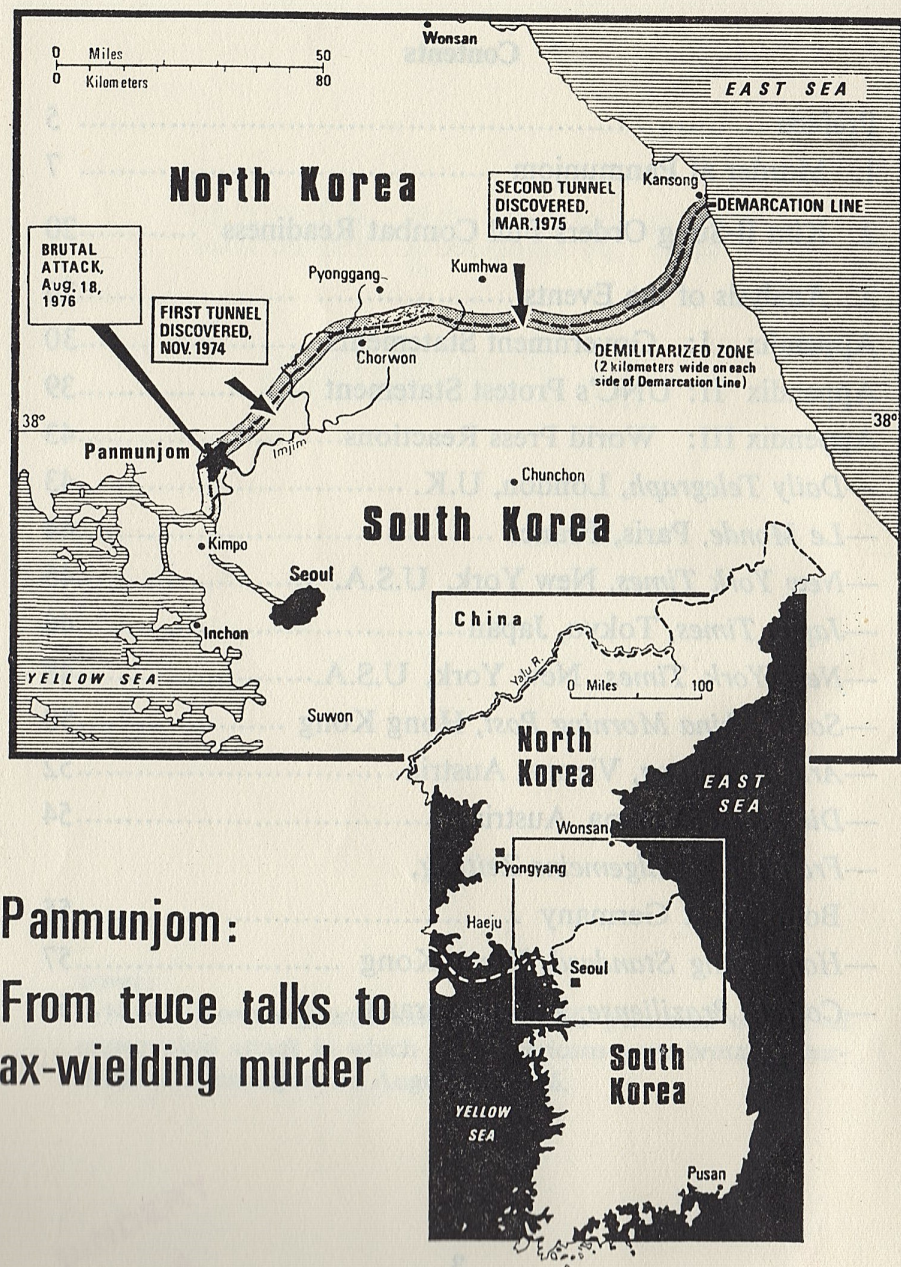 Wonsan
0 Miles 50
0 Kilometers 80
EAST SEA
North Korea
Kansong
SECOND TUNNEL
DISCOVERED,
MAR.1975
DEMARCATION LINE
BRUTAL
ATTACK,
Aug. 18,
1976
Pyonggang
Kumhwa
FIRST TUNNEL
DISCOVERED,
NOV. 1974
Chorwon
DEMILITARIZED ZONE
(2 kilometers wide on each
side of Demarcation Line)
38°
38°
Panmunjom
Imjin
Chunchon
South Korea
Kimpo
Seoul
Inchon
YELLOW SEA
Suwon
China
Yalu R.
0 Miles 100
North
Korea
EAST
SEA
Wonsan
Pyongyang
Haeju
Seoul
South
Korea
YELLOW
SEA
Pusan
Panmunjom:
From truce talks to
ax-wielding murder